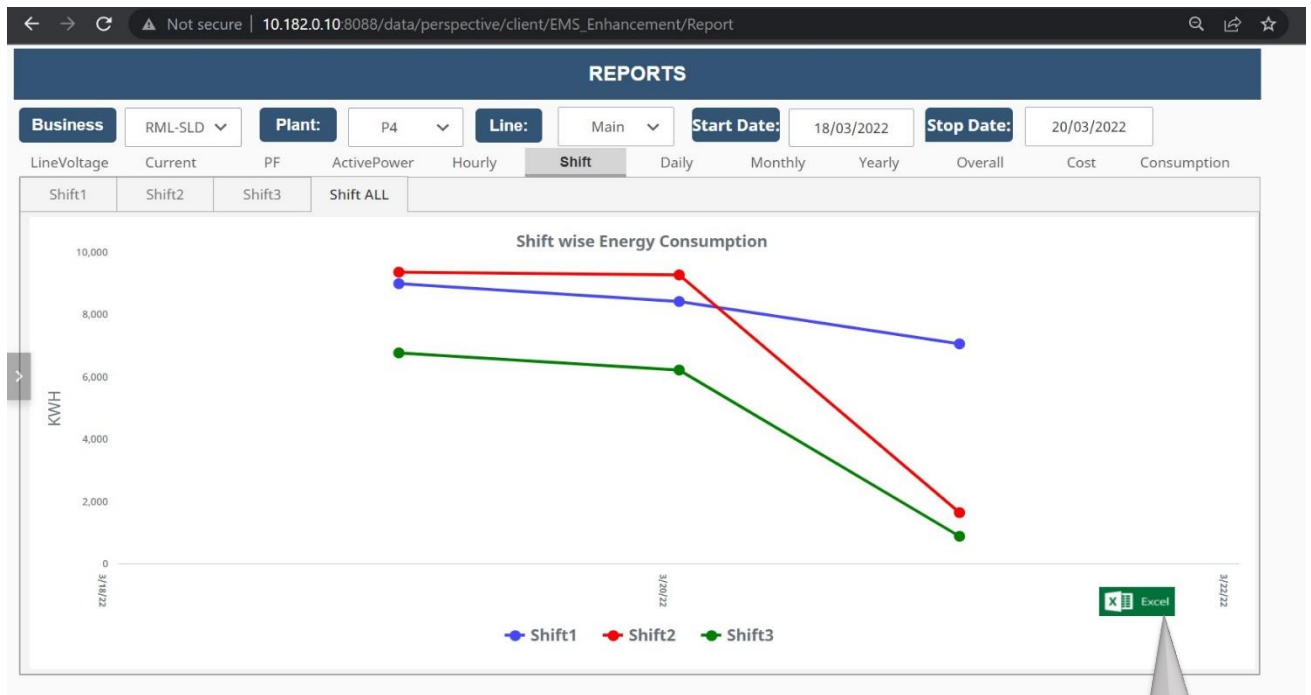 Not secure | 10.182.0.10:8088/data/perspective/client/EMS_Enhancement/Report
REPORTS
Business RML-SLD Plant: P4 Line: Main Start Date: 18/03/2022 Stop Date: 20/03/2022
LineVoltage Current PF ActivePower Hourly Shift Daily Monthly Yearly Overall Cost Consumption
Shift1 Shift2 Shift3 Shift ALL
Shift wise Energy Consumption
10,000
8,000
6,000
KWH
4,000
2,000
0
3/18/22 3/20/22 3/22/22
Excel
Shift1 Shift2 Shift3